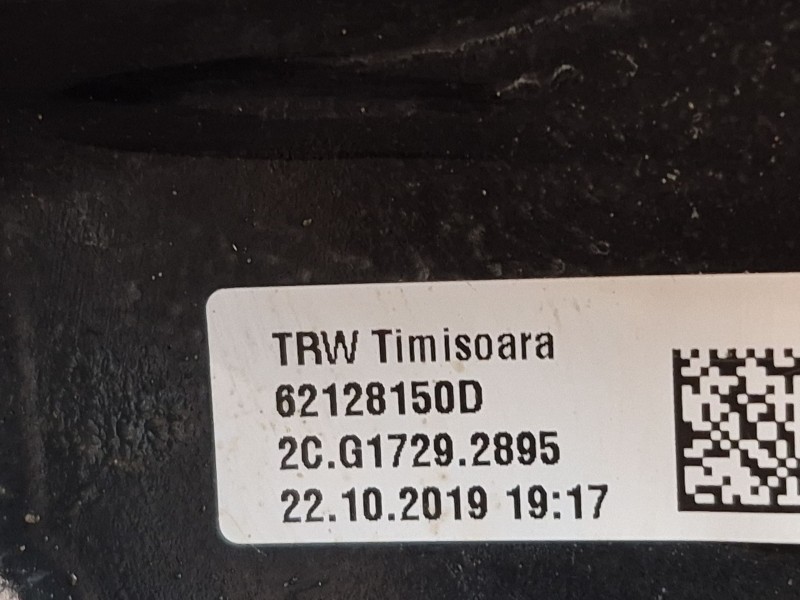 TRW Timisoara
62128150D
2C.G1729.2895
22.10.2019 19:17